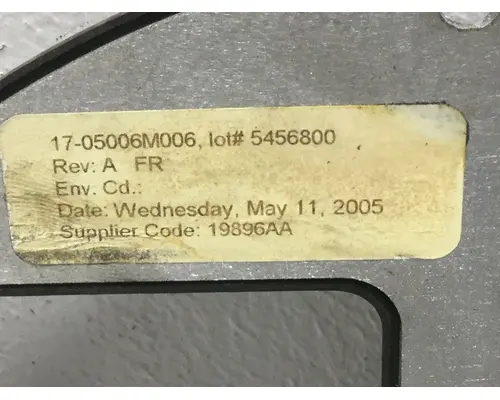 17-05006M006, lot# 5456800
Rev: A FR
Env. Cd.:
Date: Wednesday, May 11, 2005
Supplier Code: 19896AA